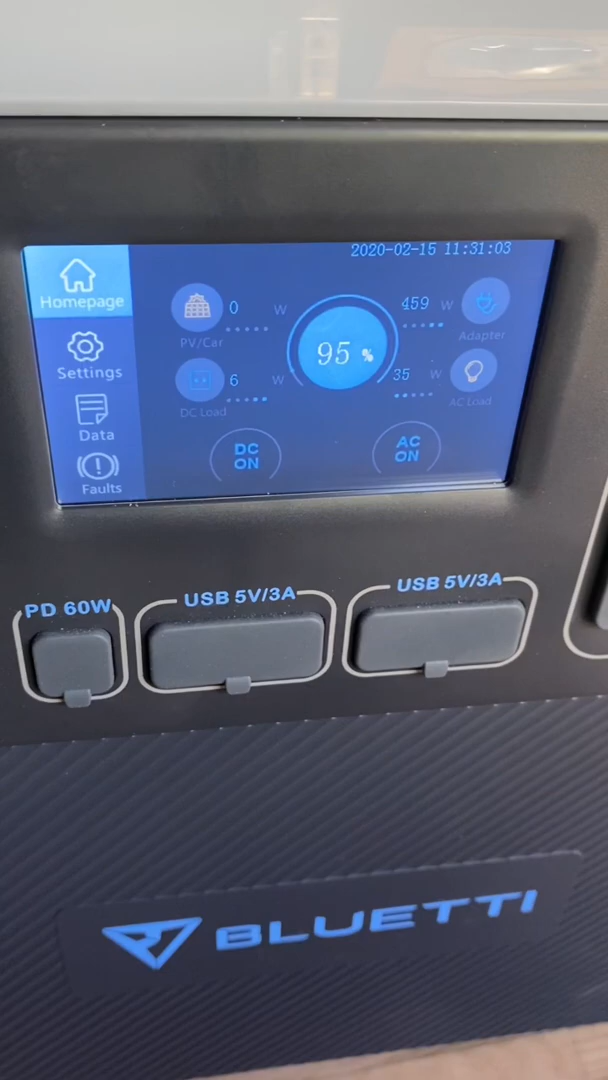 2020-02-15 11:31:03
Homepage
Settings
Data
Faults
0 W
PV/Car
6 W
DC Load
95 %
459 W
Adapter
35 W
AC Load
DC
ON
AC
ON
PD 60W
USB 5V/3A
USB 5V/3A
BLUETTI